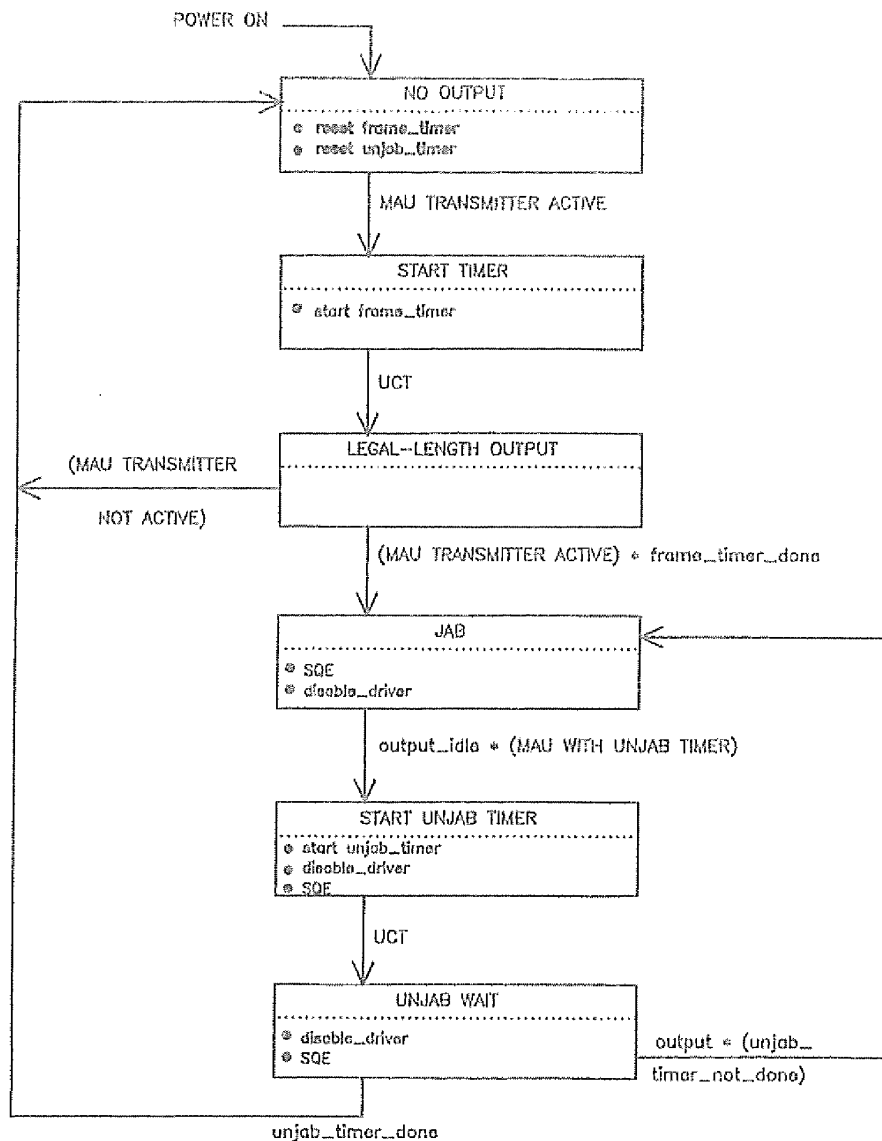 POWER ON
NO OUTPUT
reset frame_timer
reset unjab_timer
MAU TRANSMITTER ACTIVE
START TIMER
start frame_timer
UCT
LEGAL-LENGTH OUTPUT
(MAU TRANSMITTER
NOT ACTIVE)
(MAU TRANSMITTER ACTIVE) * frame_timer_done
JAB
SQE
disable_driver
output_idle * (MAU WITH UNJAB TIMER)
START UNJAB TIMER
start unjab_timer
disable_driver
SQE
UCT
UNJAB WAIT
disable_driver
SQE
output * (unjab_
timer_not_done)
unjab_timer_done